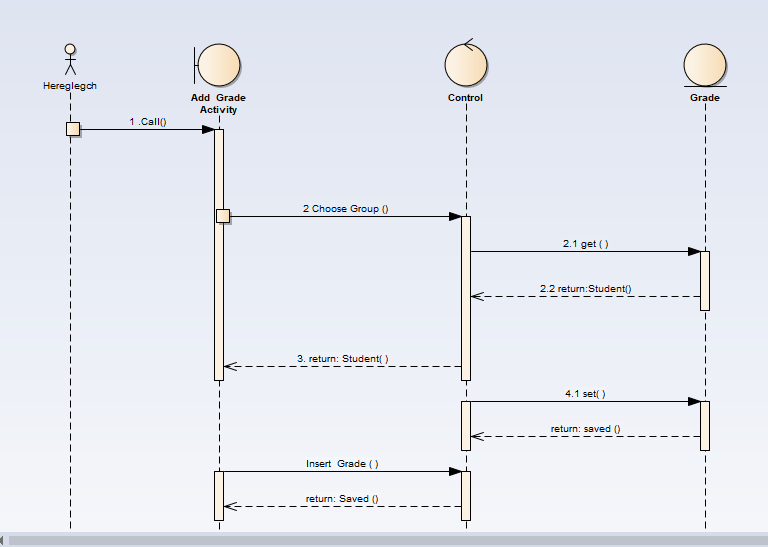 Hereglegch
Add  Grade
Activity
Control
Grade
1 .Call()
2 Choose Group ()
2.1 get ( )
2.2 return:Student()
3. return: Student( )
4.1 set( )
return: saved ()
Insert  Grade ( )
return: Saved ()